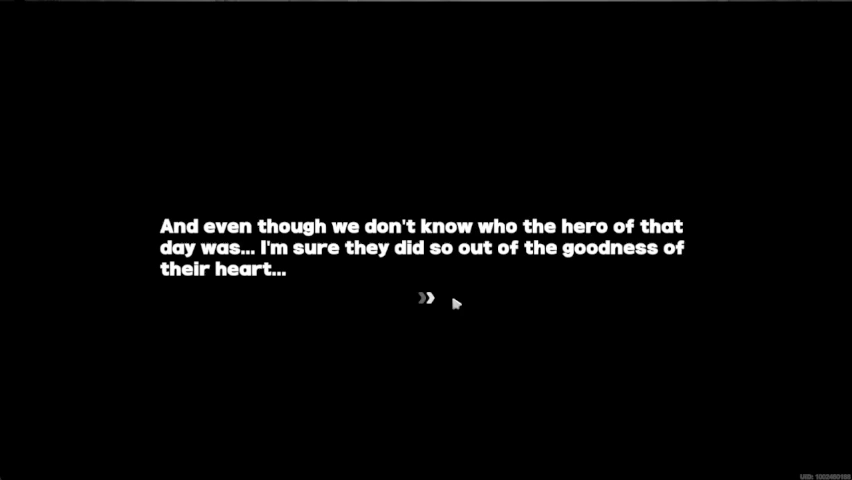 And even though we don't know who the hero of that
day was... I'm sure they did so out of the goodness of
their heart...